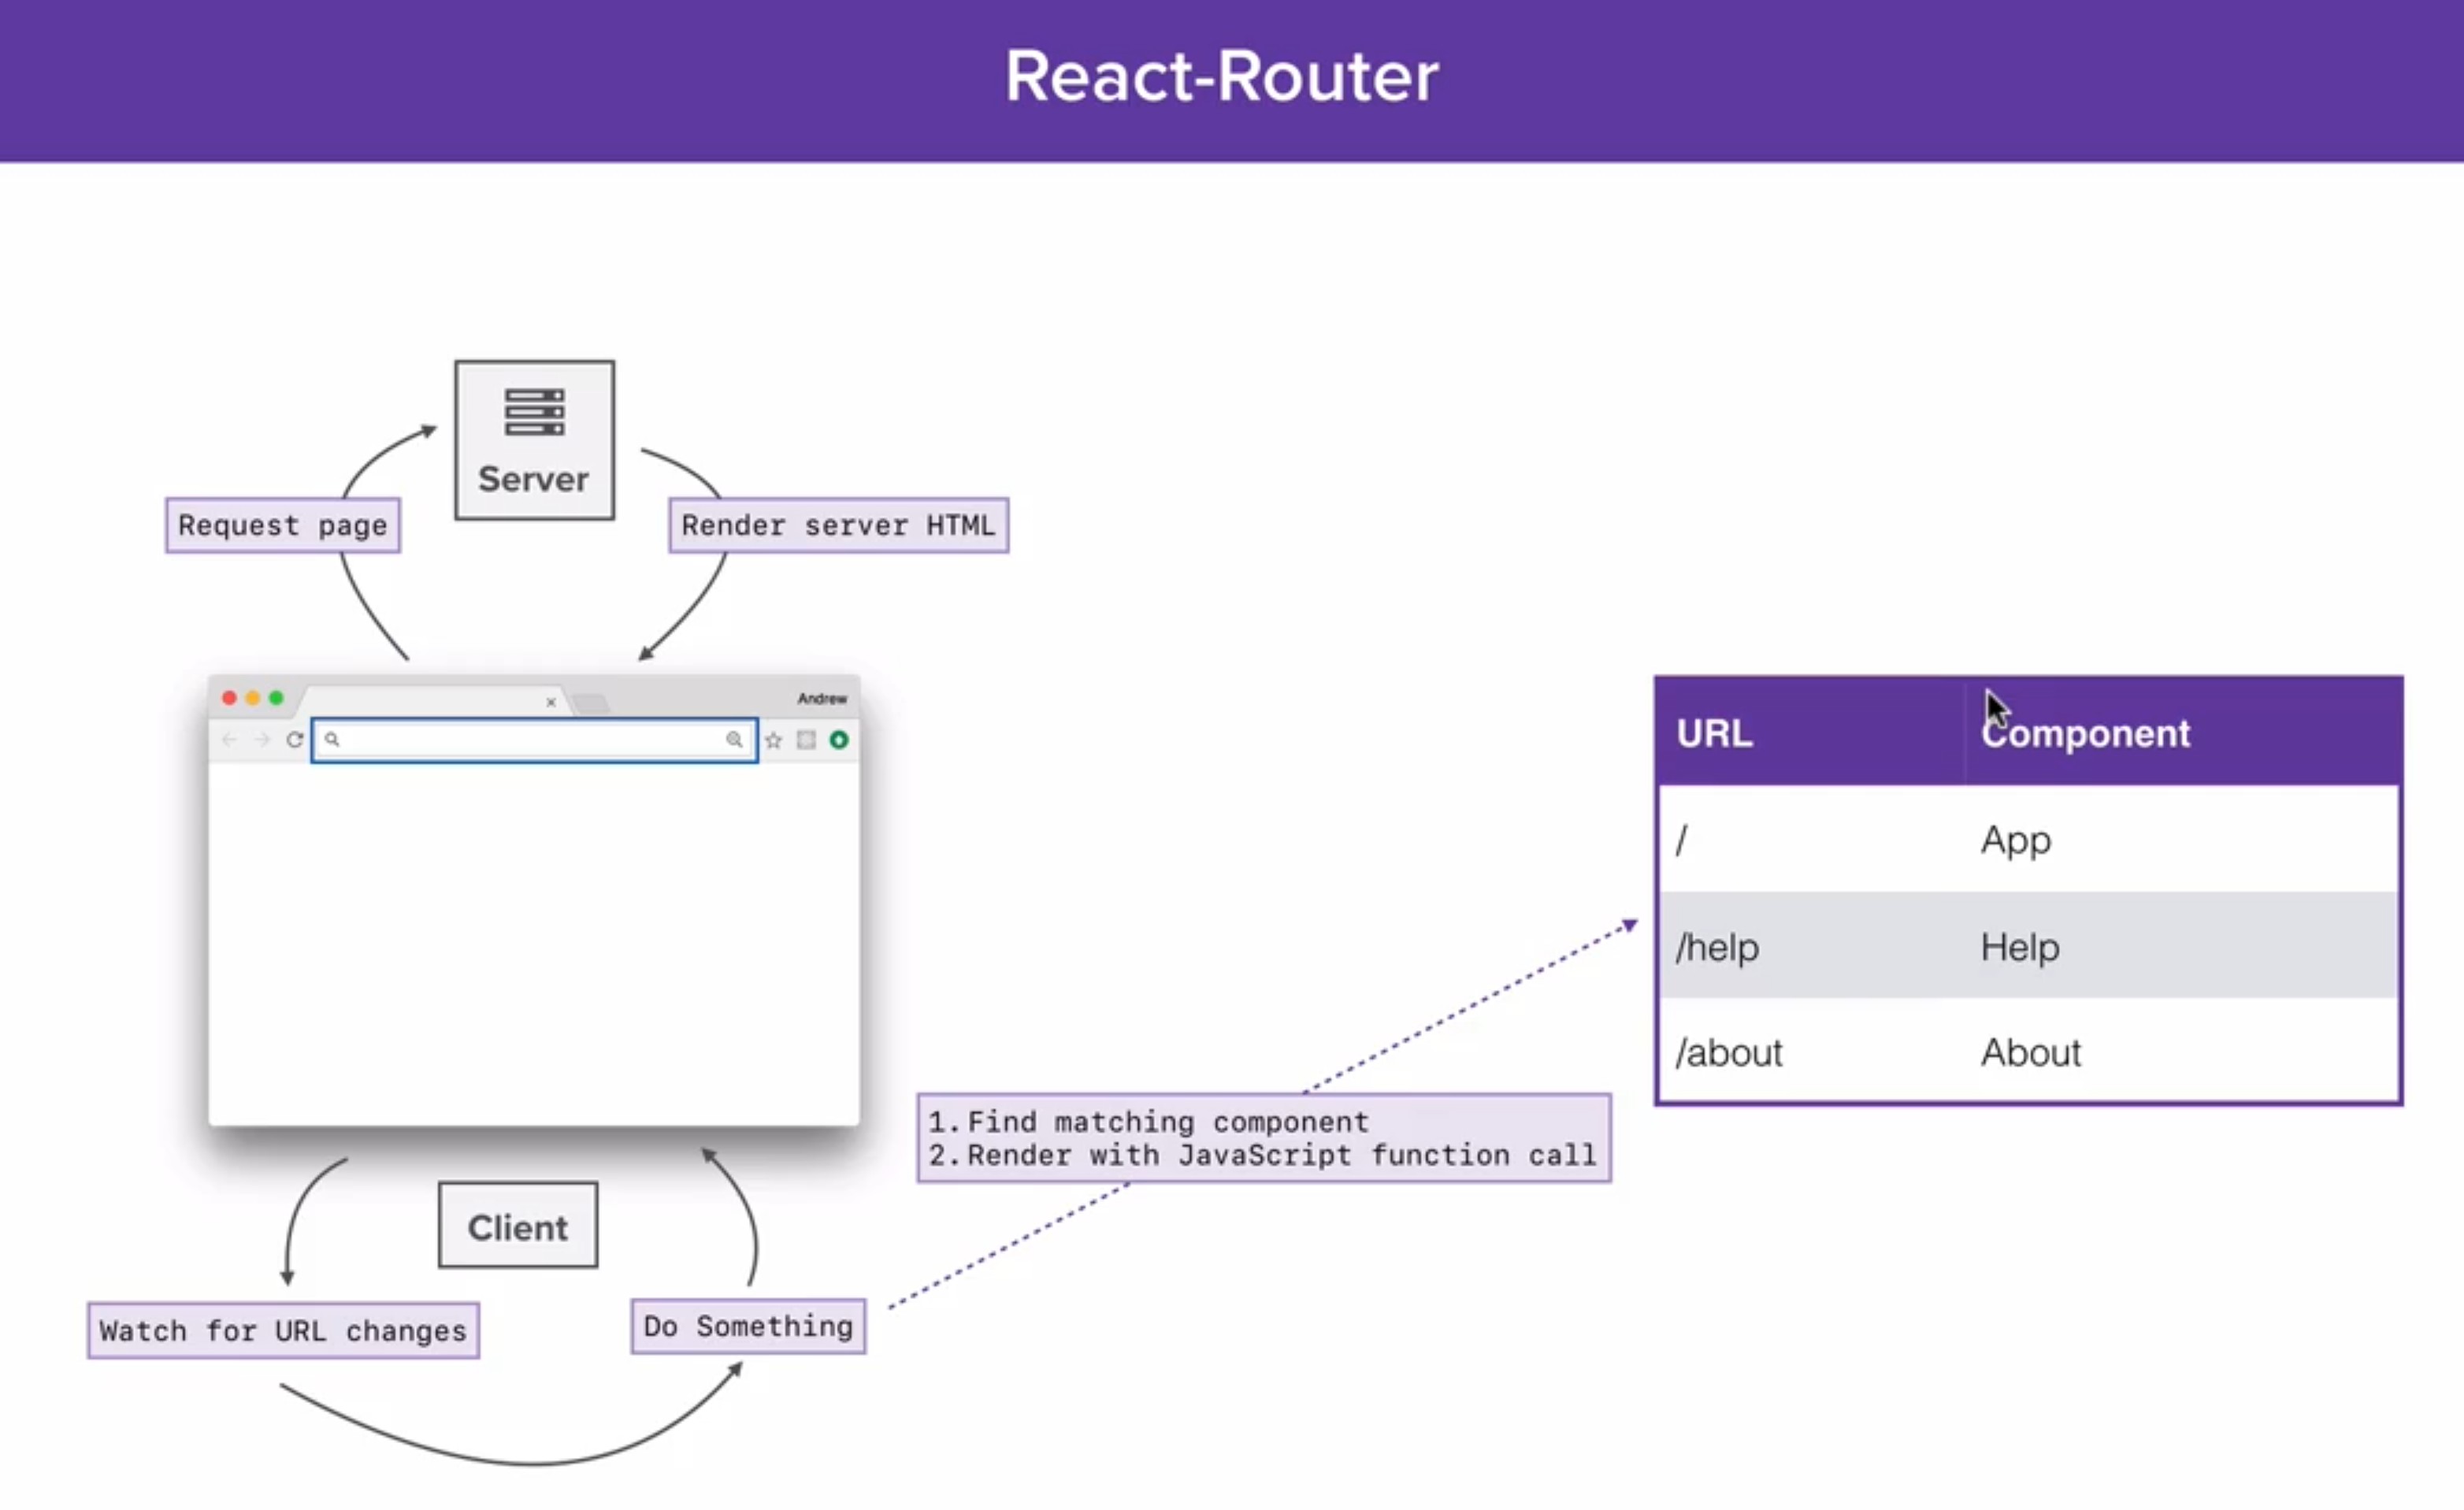 React-Router
Server
Request page
Render server HTML
Andrew
URL Component
/ App
/help Help
/about About
1. Find matching component
2. Render with JavaScript function call
Client
Watch for URL changes
Do Something